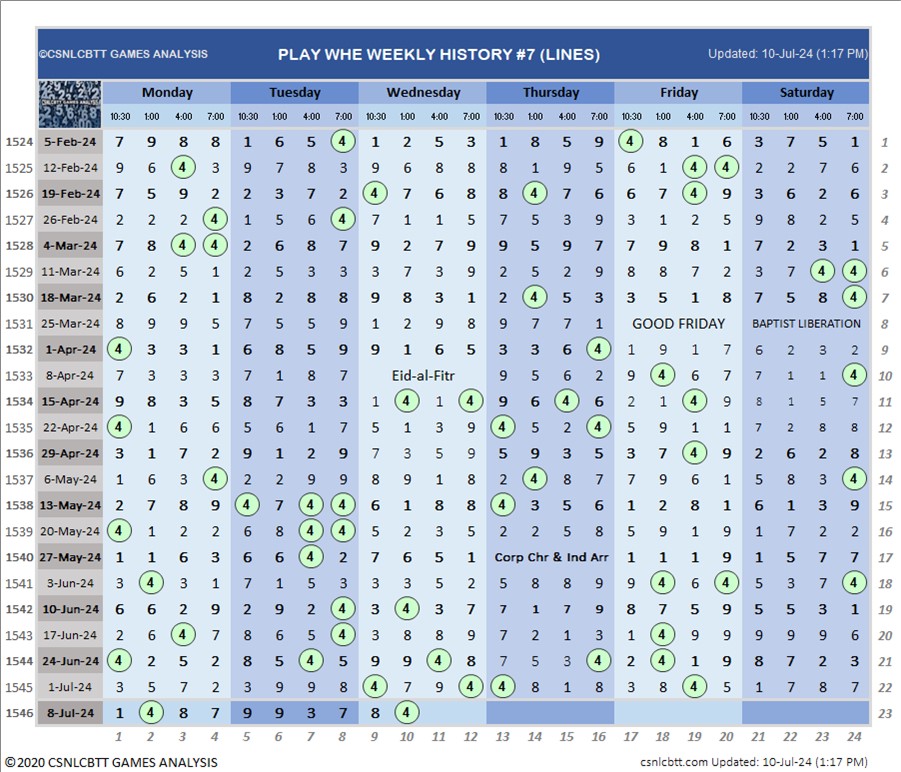 ©CSNLCBTT GAMES ANALYSIS PLAY WHE WEEKLY HISTORY #7 (LINES) Updated: 10-Jul-24 (1:17 PM)
CSNLCBTT GAMES ANALYSIS Monday Tuesday Wednesday Thursday Friday Saturday
10:30 1:00 4:00 7:00 10:30 1:00 4:00 7:00 10:30 1:00 4:00 7:00 10:30 1:00 4:00 7:00 10:30 1:00 4:00 7:00 10:30 1:00 4:00 7:00
1524 5-Feb-24 7 9 8 8 1 6 5 4 1 2 5 3 1 8 5 9 4 8 1 6 3 7 5 1 1
1525 12-Feb-24 9 6 4 3 9 7 8 3 9 6 8 8 8 1 9 5 6 1 4 4 2 2 7 6 2
1526 19-Feb-24 7 5 9 2 2 3 7 2 4 7 6 8 8 4 7 6 6 7 4 9 3 6 2 6 3
1527 26-Feb-24 2 2 2 4 1 5 6 4 7 1 1 5 7 5 3 9 3 1 2 5 9 8 2 5 4
1528 4-Mar-24 7 8 4 4 2 6 8 7 9 2 7 9 9 5 9 7 7 9 8 1 7 2 3 1 5
1529 11-Mar-24 6 2 5 1 2 5 3 3 3 7 3 9 2 5 2 9 8 8 7 2 3 7 4 4 6
1530 18-Mar-24 2 6 2 1 8 2 8 8 9 8 3 1 2 4 5 3 3 5 1 8 7 5 8 4 7
1531 25-Mar-24 8 9 9 5 7 5 5 9 1 2 9 8 9 7 7 1 GOOD FRIDAY BAPTIST LIBERATION 8
1532 1-Apr-24 4 3 3 1 6 8 5 9 9 1 6 5 3 3 6 4 1 9 1 7 6 2 3 2 9
1533 8-Apr-24 7 3 3 3 7 1 8 7 Eid-al-Fitr 9 5 6 2 9 4 6 7 7 1 1 4 10
1534 15-Apr-24 9 8 3 5 8 7 3 3 1 4 1 4 9 6 4 6 2 1 4 9 8 1 5 7 11
1535 22-Apr-24 4 1 6 6 5 6 1 7 5 1 3 9 4 5 2 4 5 9 1 1 7 2 8 8 12
1536 29-Apr-24 3 1 7 2 9 1 2 9 7 3 5 9 5 9 3 5 3 7 4 9 2 6 2 8 13
1537 6-May-24 1 6 3 4 2 2 9 9 8 9 1 8 2 4 8 7 7 9 6 1 5 8 3 4 14
1538 13-May-24 2 7 8 9 4 7 4 4 6 1 8 8 4 3 5 6 1 2 8 1 6 1 3 9 15
1539 20-May-24 4 1 2 2 6 8 4 4 5 2 3 5 2 2 5 8 5 9 1 9 1 7 2 2 16
1540 27-May-24 1 1 6 3 6 6 4 2 7 6 5 1 Corp Chr & Ind Arr 1 1 1 9 1 5 7 7 17
1541 3-Jun-24 3 4 3 1 7 1 5 3 3 3 5 2 5 8 8 9 9 4 6 4 5 3 7 4 18
1542 10-Jun-24 6 6 2 9 2 9 2 4 3 4 3 2 7 1 7 9 8 7 5 9 5 5 3 1 19
1543 17-Jun-24 2 6 4 7 8 6 5 4 3 8 8 9 7 2 1 3 1 4 9 9 9 9 9 6 20
1544 24-Jun-24 4 2 5 2 8 5 4 5 9 9 4 8 7 5 3 4 2 4 1 9 8 7 2 3 21
1545 1-Jul-24 3 5 7 2 3 9 9 8 4 7 9 4 4 8 1 8 3 8 4 5 1 7 8 7 22
1546 8-Jul-24 1 4 8 7 9 9 3 7 8 4 23
1 2 3 4 5 6 7 8 9 10 11 12 13 14 15 16 17 18 19 20 21 22 23 24
©2020 CSNLCBTT GAMES ANALYSIS csnlcbtt.com Updated: 10-Jul-24 (1:17 PM)